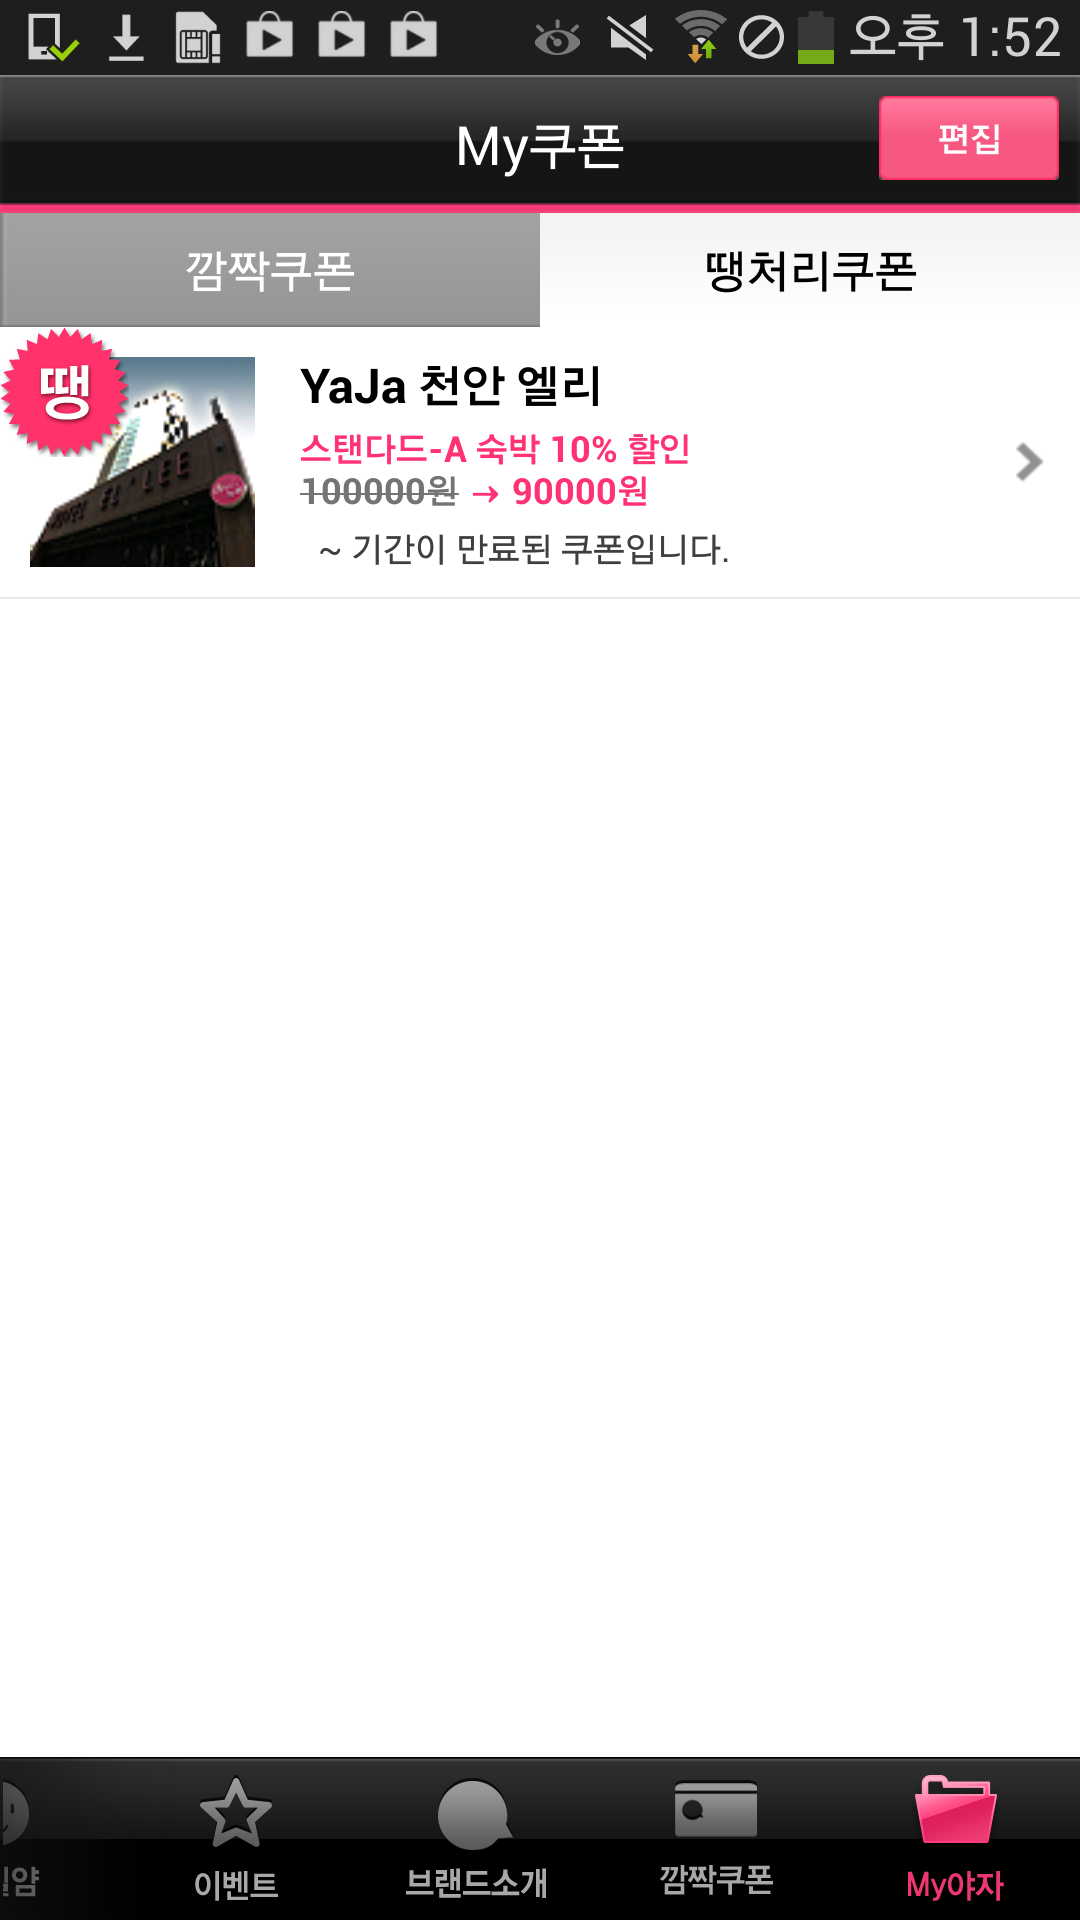 오후 1:52
My쿠폰
편집
깜짝쿠폰
땡처리쿠폰
땡
YaJa 천안 엘리
스탠다드-A 숙박 10% 할인
100000원 → 90000원
~ 기간이 만료된 쿠폰입니다.
EL LEE
이벤트
브랜드소개
깜짝쿠폰
My야자